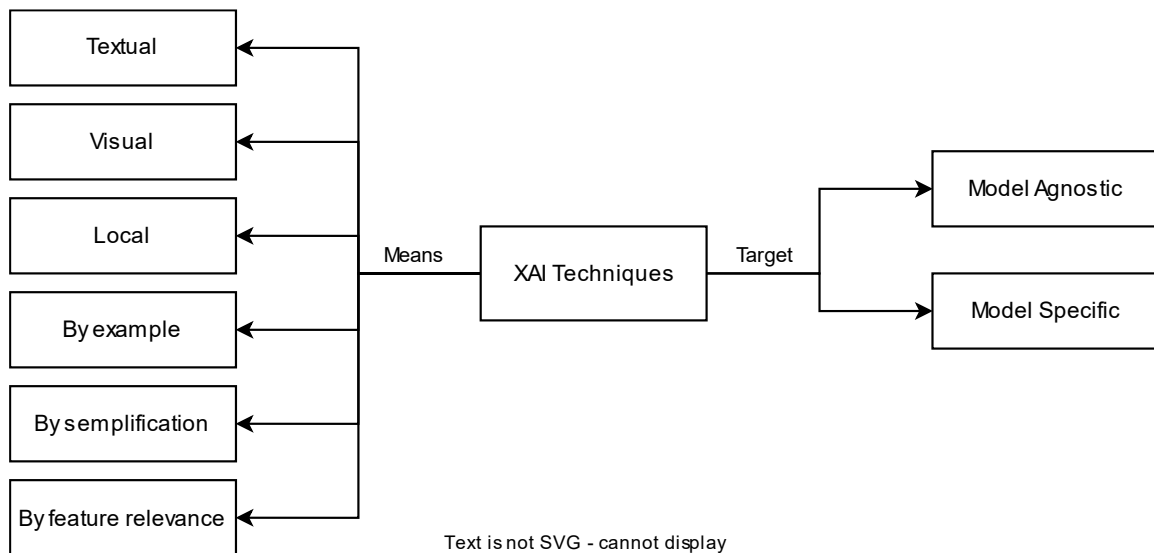 Textual
Visual
Local
By example
By semplification
By feature relevance
Means
XAI Techniques
Target
Model Agnostic
Model Specific
Text is not SVG - cannot display